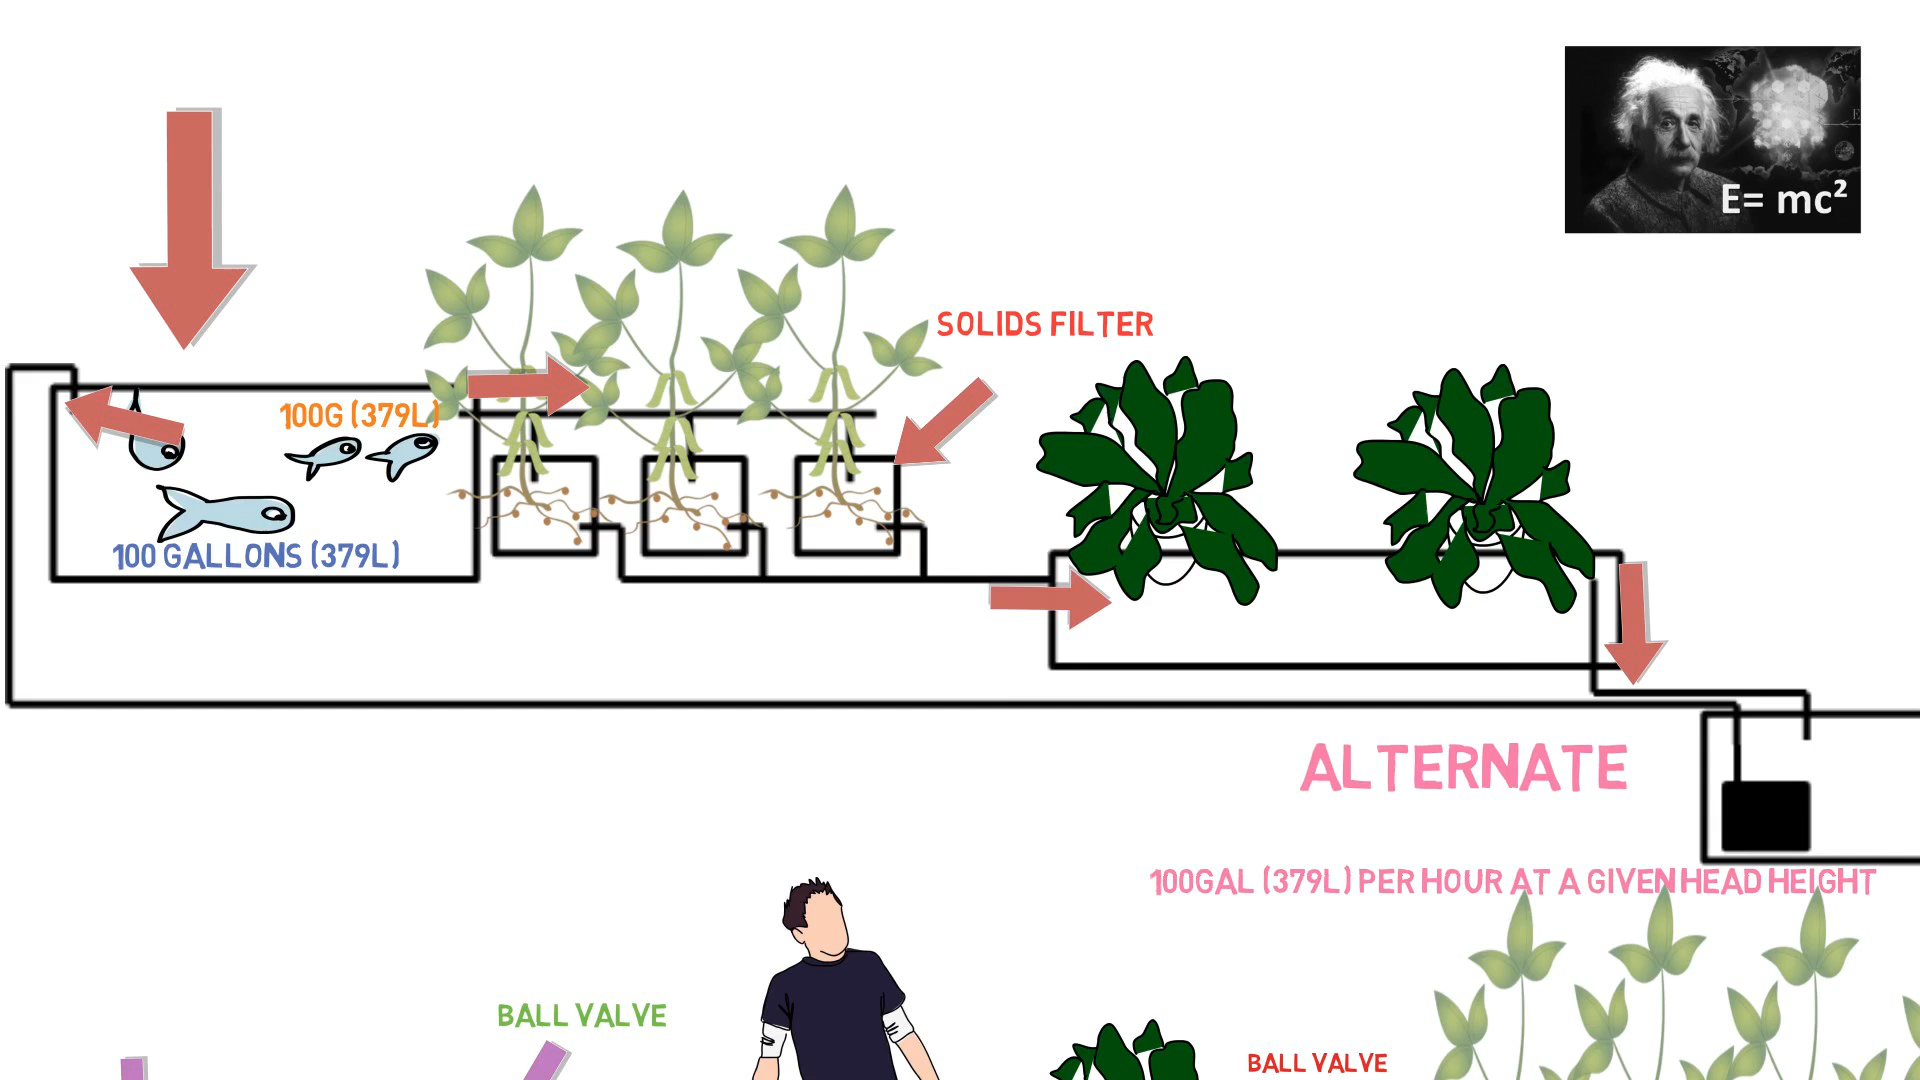 E= mc²
SOLIDS FILTER
100G (379L)
100 GALLONS (379L)
ALTERNATE
100GAL (379L) PER HOUR AT A GIVEN HEAD HEIGHT
BALL VALVE
BALL VALVE